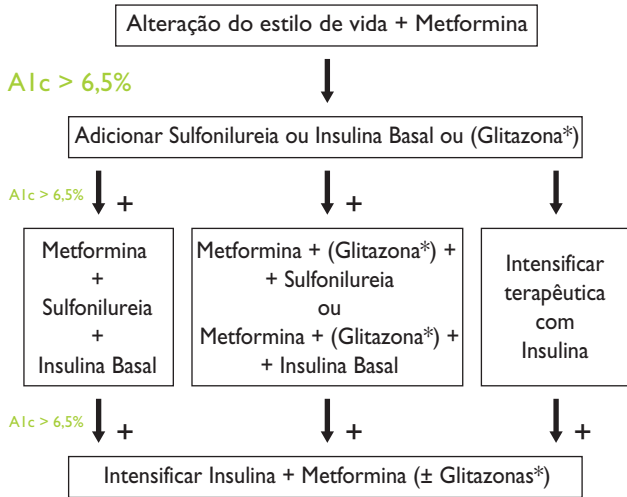 Alteração do estilo de vida + Metformina
A1c > 6,5%
Adicionar Sulfonilureia ou Insulina Basal ou (Glitazona*)
A1c > 6,5%
+
+
Metformina
+
Sulfonilureia
+
Insulina Basal
Metformina + (Glitazona*) +
+ Sulfonilureia
ou
Metformina + (Glitazona*) +
+ Insulina Basal
Intensificar
terapêutica
com
Insulina
A1c > 6,5%
+
+
+
Intensificar Insulina + Metformina (± Glitazonas*)